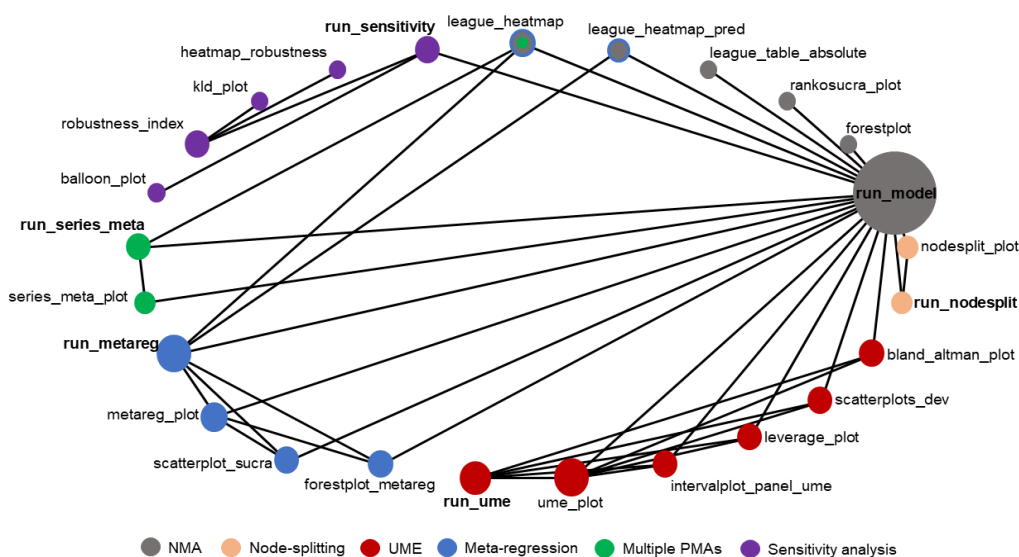 league_heatmap
run_sensitivity
league_heatmap_pred
heatmap_robustness
league_table_absolute
kld_plot
rankosucra_plot
robustness_index
forestplot
balloon_plot
run_model
run_series_meta
nodesplit_plot
series_meta_plot
run_nodesplit
run_metareg
bland_altman_plot
scatterplots_dev
metareg_plot
leverage_plot
scatterplot_sucra
forestplot_metareg
intervalplot_panel_ume
run_ume
ume_plot
NMA
Node-splitting
UME
Meta-regression
Multiple PMAs
Sensitivity analysis